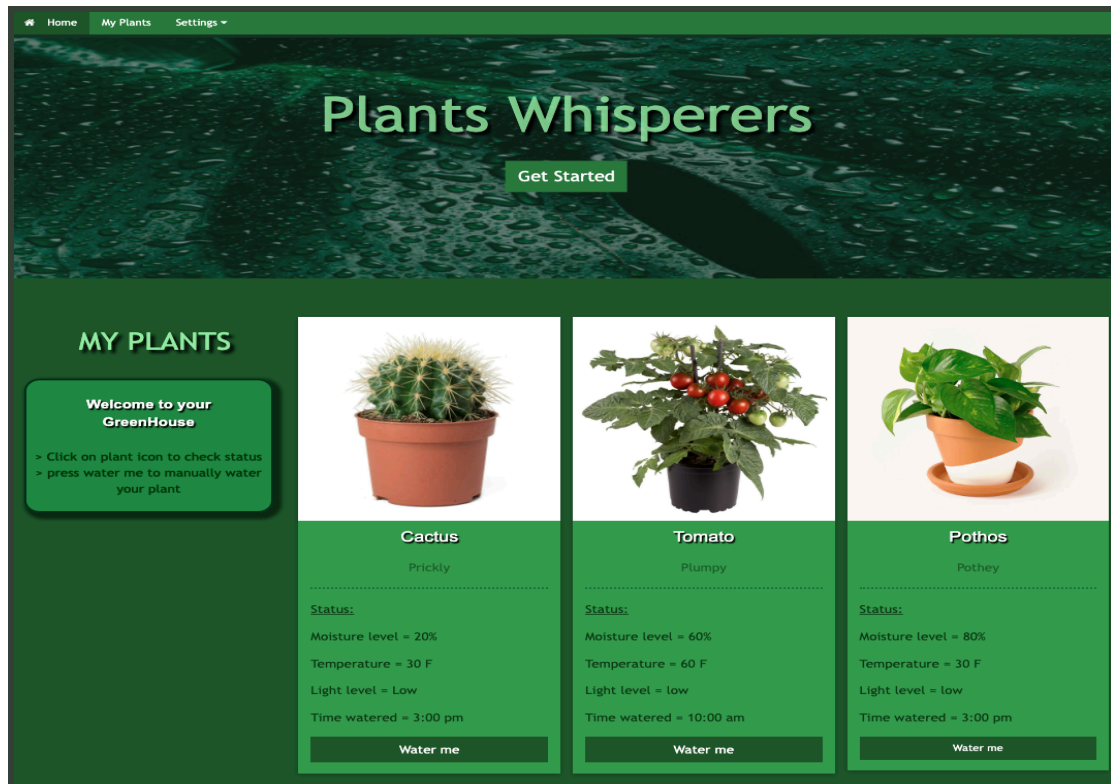 Home My Plants Settings
Plants Whisperers
Get Started
MY PLANTS
Welcome to your
GreenHouse
> Click on plant icon to check status
> press water me to manually water
your plant
Cactus
Prickly
Status:
Moisture level = 20%
Temperature = 30 F
Light level = Low
Time watered = 3:00 pm
Water me
Tomato
Plumpy
Status:
Moisture level = 60%
Temperature = 60 F
Light level = low
Time watered = 10:00 am
Water me
Pothos
Pothey
Status:
Moisture level = 80%
Temperature = 30 F
Light level = low
Time watered = 3:00 pm
Water me